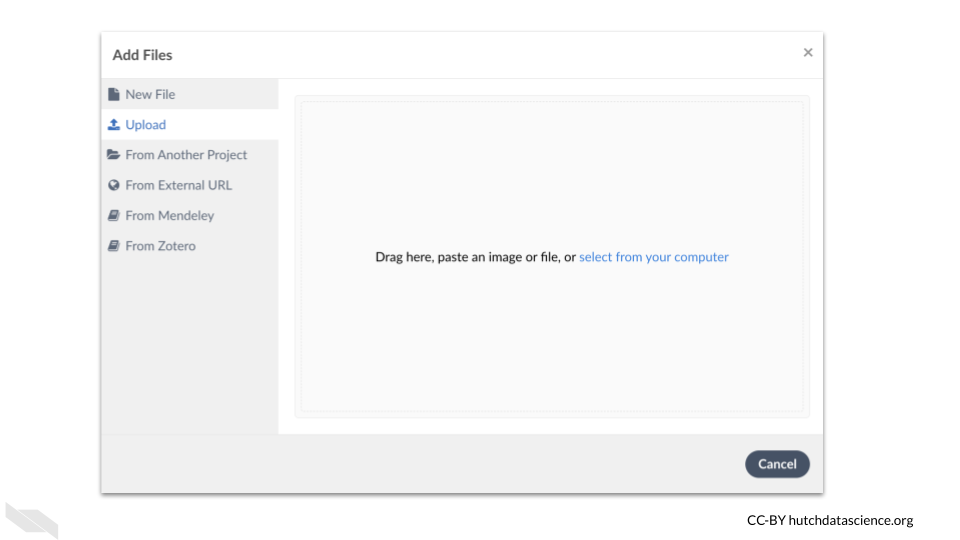 Add Files
×
New File
Upload
From Another Project
From External URL
From Mendeley
From Zotero
Drag here, paste an image or file, or select from your computer
Cancel
CC-BY hutchdatascience.org